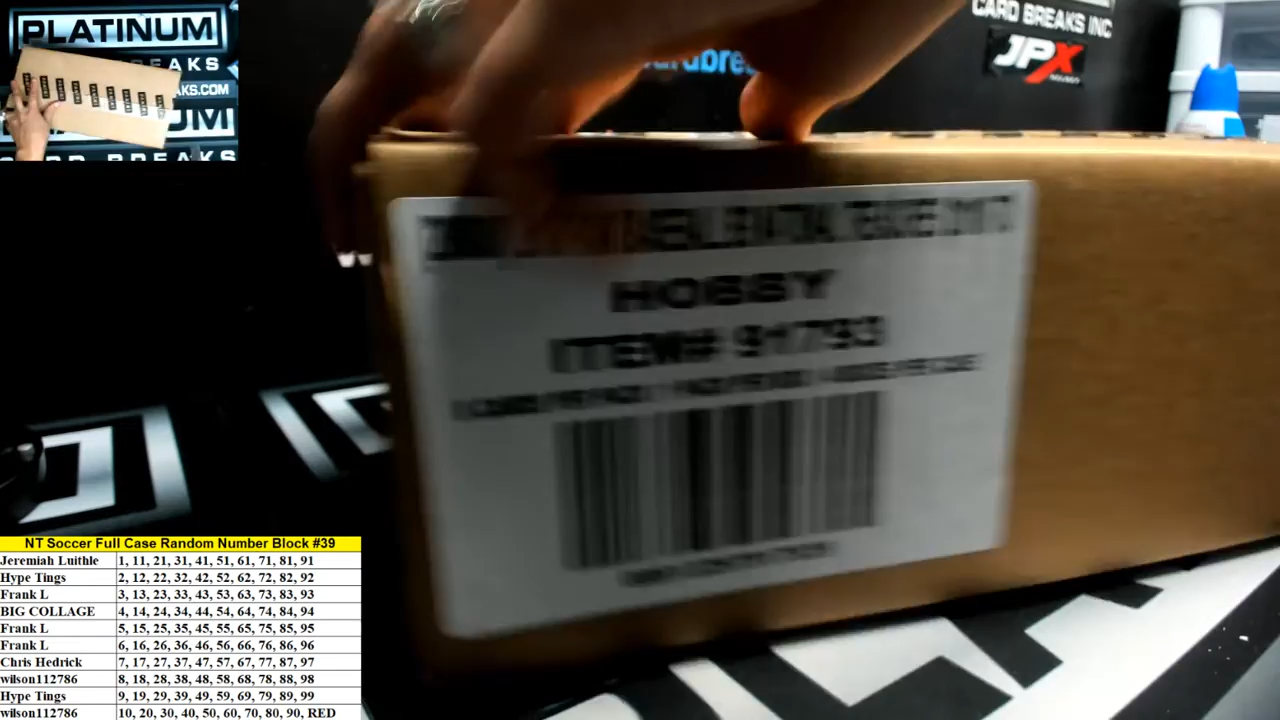 PLATINUM
AKS
AKS.COM
UM
CARD BREAKS
CARD BREAKS INC
JPX
HOBBY
ITEM# 91793
NT Soccer Full Case Random Number Block #39
Jeremiah Luithle 1, 11, 21, 31, 41, 51, 61, 71, 81, 91
Hype Tings 2, 12, 22, 32, 42, 52, 62, 72, 82, 92
Frank L 3, 13, 23, 33, 43, 53, 63, 73, 83, 93
BIG COLLAGE 4, 14, 24, 34, 44, 54, 64, 74, 84, 94
Frank L 5, 15, 25, 35, 45, 55, 65, 75, 85, 95
Frank L 6, 16, 26, 36, 46, 56, 66, 76, 86, 96
Chris Hedrick 7, 17, 27, 37, 47, 57, 67, 77, 87, 97
wilson112786 8, 18, 28, 38, 48, 58, 68, 78, 88, 98
Hype Tings 9, 19, 29, 39, 49, 59, 69, 79, 89, 99
wilson112786 10, 20, 30, 40, 50, 60, 70, 80, 90, RED